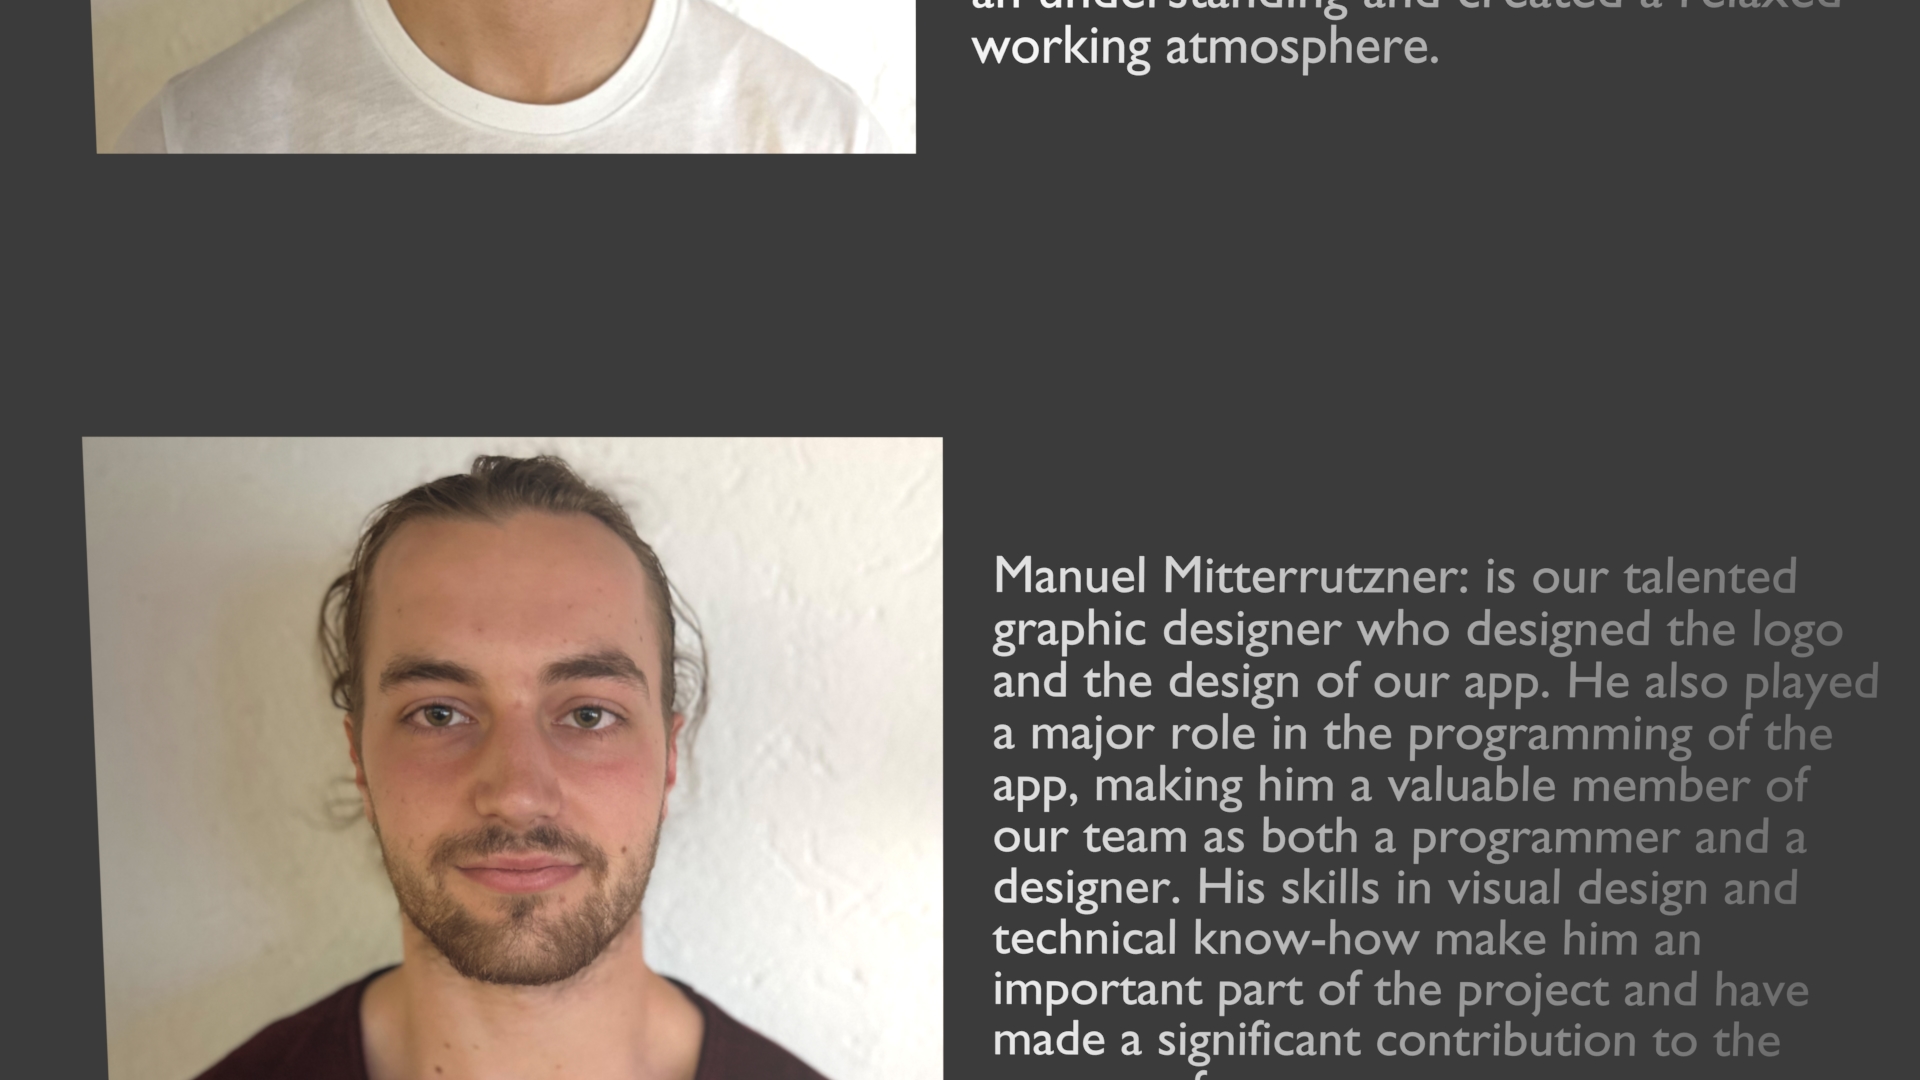 an understanding and created a relaxed
working atmosphere.
Manuel Mitterrutzner: is our talented
graphic designer who designed the logo
and the design of our app. He also played
a major role in the programming of the
app, making him a valuable member of
our team as both a programmer and a
designer. His skills in visual design and
technical know-how make him an
important part of the project and have
made a significant contribution to the